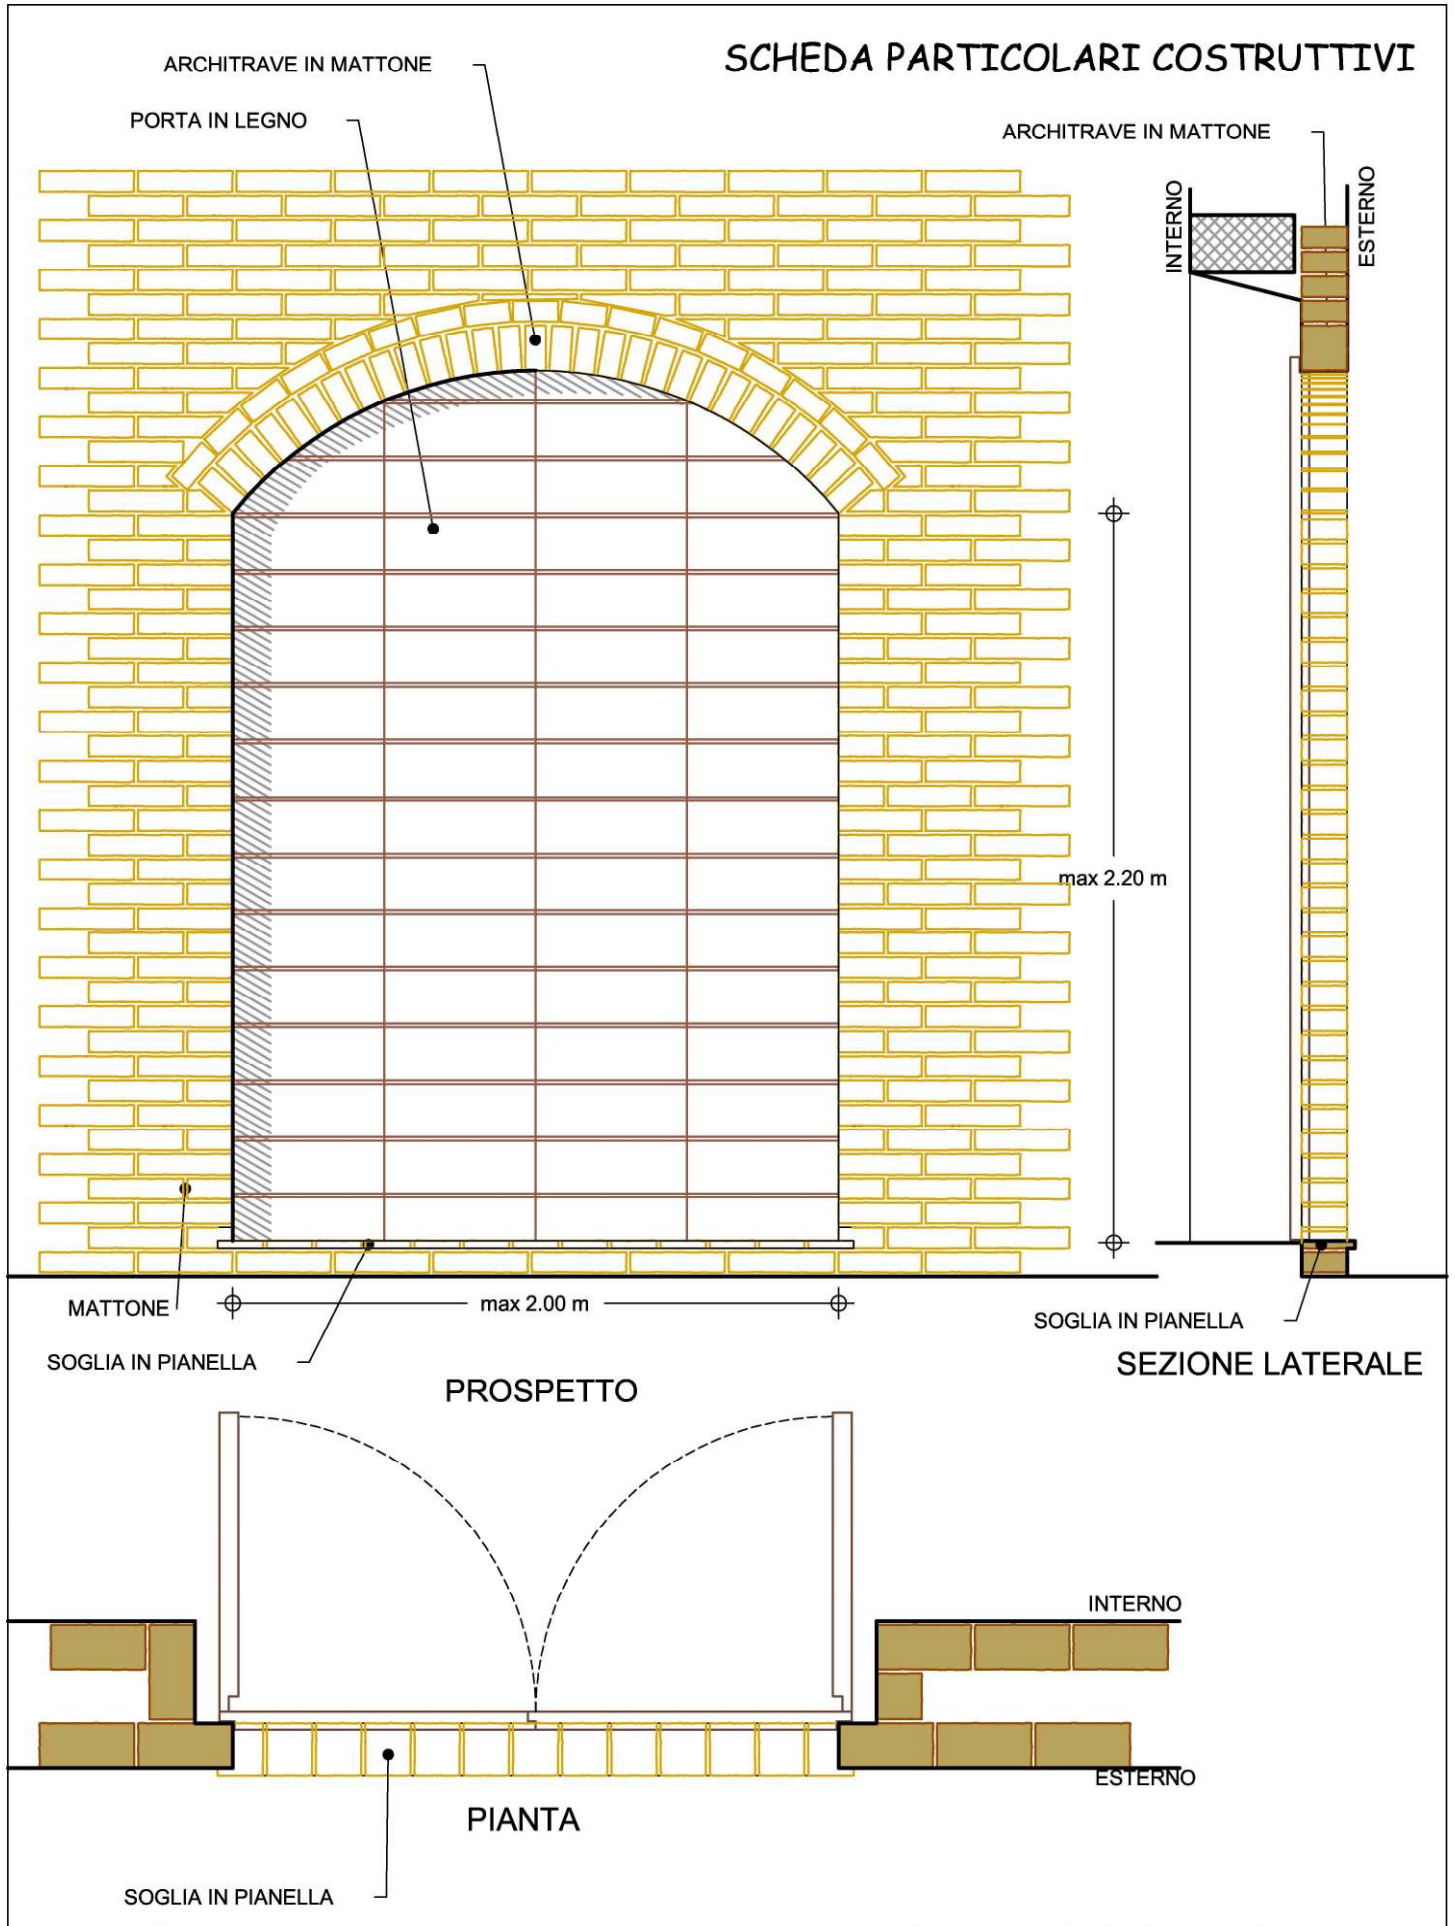 SCHEDA PARTICOLARI COSTRUTTIVI
ARCHITRAVE IN MATTONE
PORTA IN LEGNO
ARCHITRAVE IN MATTONE
INTERNO
ESTERNO
max 2.20 m
MATTONE
max 2.00 m
SOGLIA IN PIANELLA
SOGLIA IN PIANELLA
SEZIONE LATERALE
PROSPETTO
INTERNO
ESTERNO
PIANTA
SOGLIA IN PIANELLA